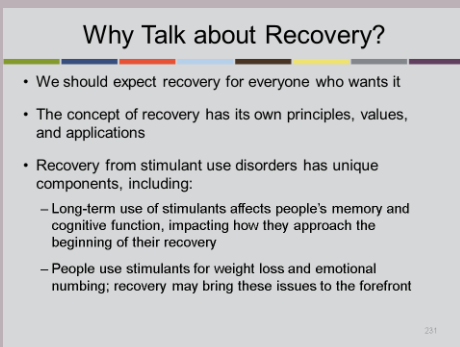 Why Talk about Recovery?
• We should expect recovery for everyone who wants it
• The concept of recovery has its own principles, values,
and applications
• Recovery from stimulant use disorders has unique
components, including:
– Long-term use of stimulants affects people's memory and
cognitive function, impacting how they approach the
beginning of their recovery
– People use stimulants for weight loss and emotional
numbing; recovery may bring these issues to the forefront
231